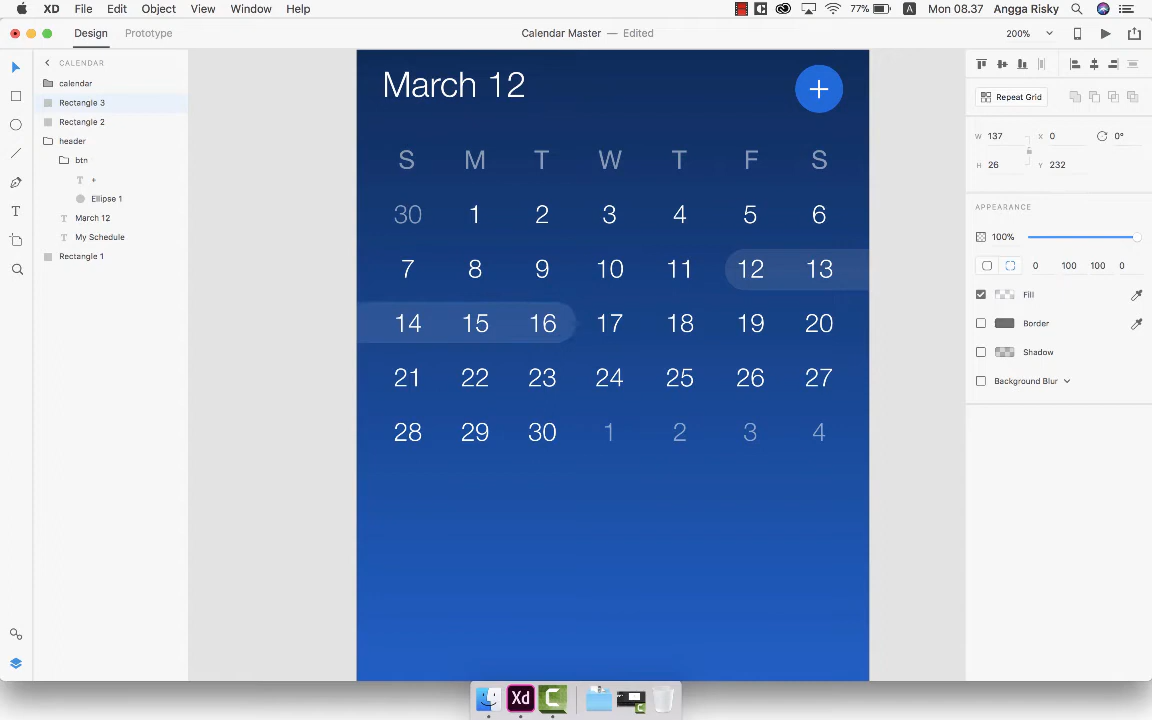 XD File Edit Object View Window Help 77% A Mon 08.37 Angga Risky
Design Prototype Calendar Master — Edited 200%
CALENDAR
calendar
Rectangle 3
Rectangle 2
header
btn
+
Ellipse 1
March 12
My Schedule
Rectangle 1
March 12 +
S M T W T F S
30 1 2 3 4 5 6
7 8 9 10 11 12 13
14 15 16 17 18 19 20
21 22 23 24 25 26 27
28 29 30 1 2 3 4
Repeat Grid
W 137 X 0 0°
H 26 Y 232
APPEARANCE
100%
0 100 100 0
Fill
Border
Shadow
Background Blur
Xd C